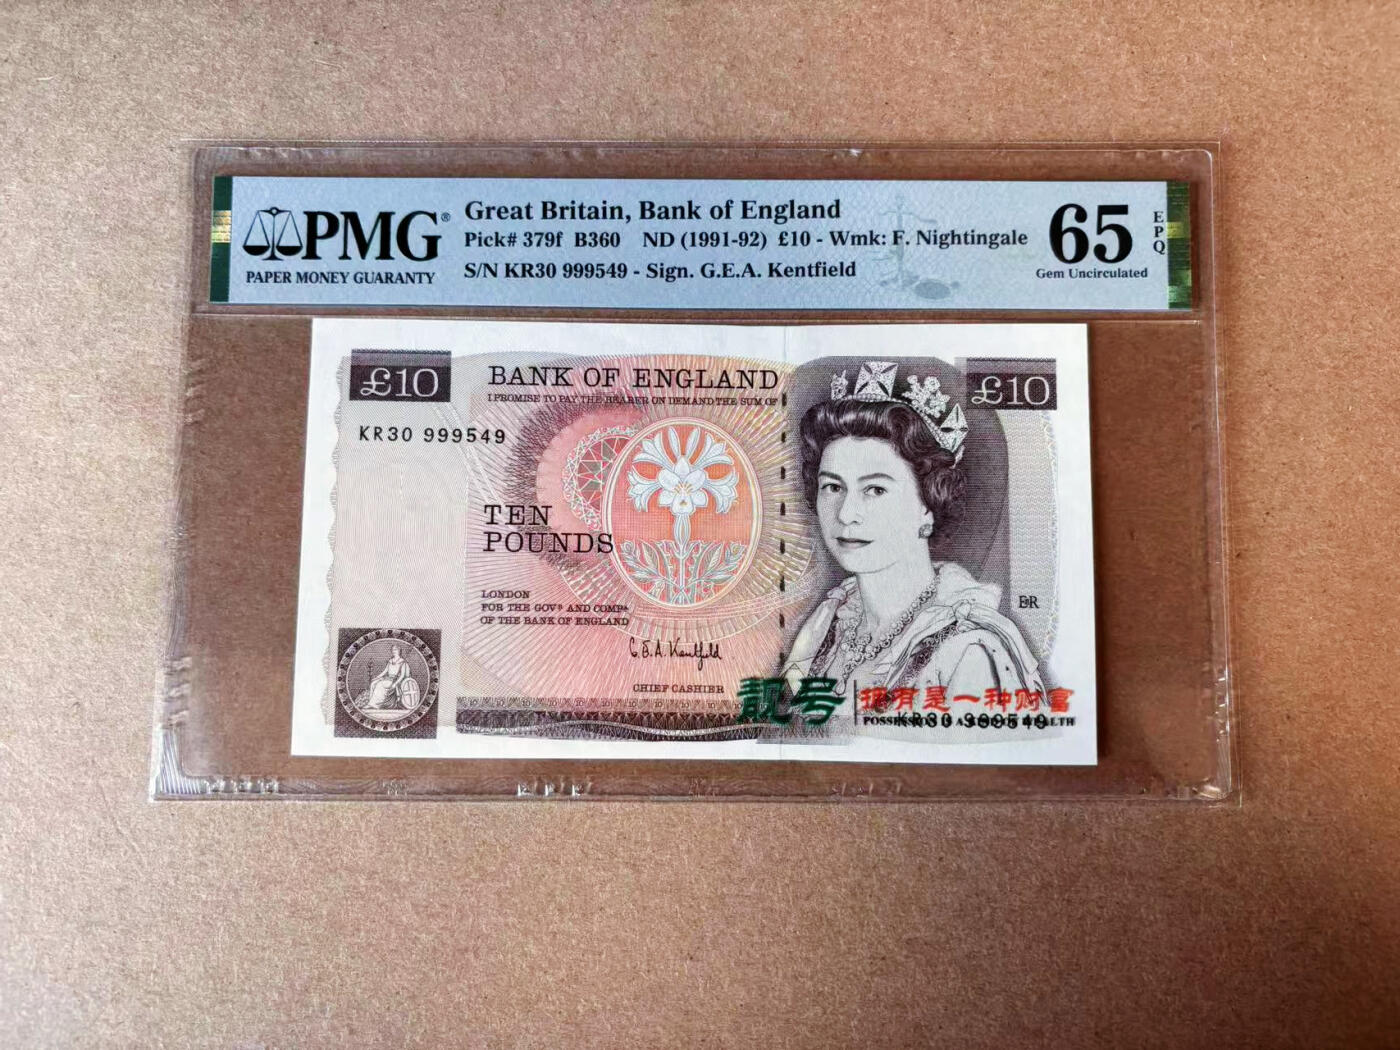 PMG®
PAPER MONEY GUARANTY
Great Britain, Bank of England
Pick# 379f B360 ND (1991-92) £10 - Wmk: F. Nightingale
S/N KR30 999549 - Sign. G.E.A. Kentfield
65
Gem Uncirculated
EPQ
£10
BANK OF ENGLAND
I PROMISE TO PAY THE BEARER ON DEMAND THE SUM OF
£10
KR30 999549
TEN
POUNDS
LONDON
FOR THE GOVR AND COMPA
OF THE BANK OF ENGLAND
G.E.A. Kentfield
CHIEF CASHIER
E R
靓号
拥有是一种财富
KR30 999549